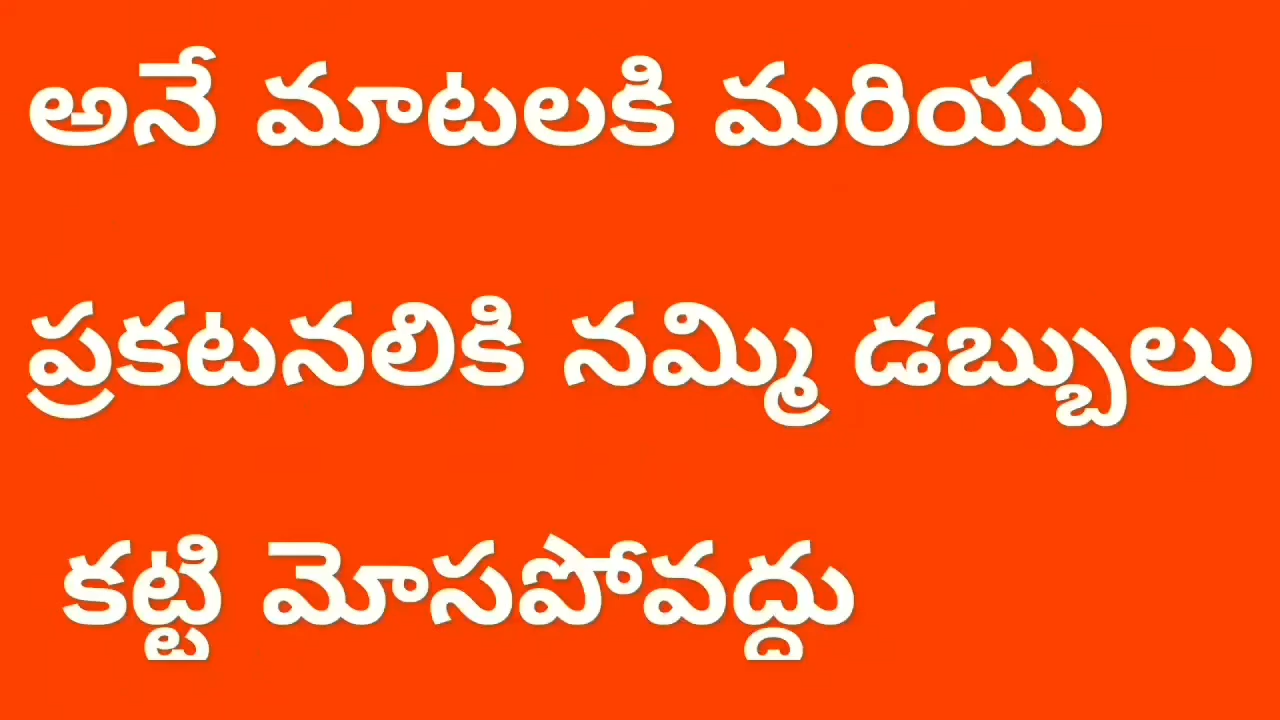 అనే మాటలకి మరియు
ప్రకటనలికి నమ్మి డబ్బులు
కట్టి మోసపోవద్దు